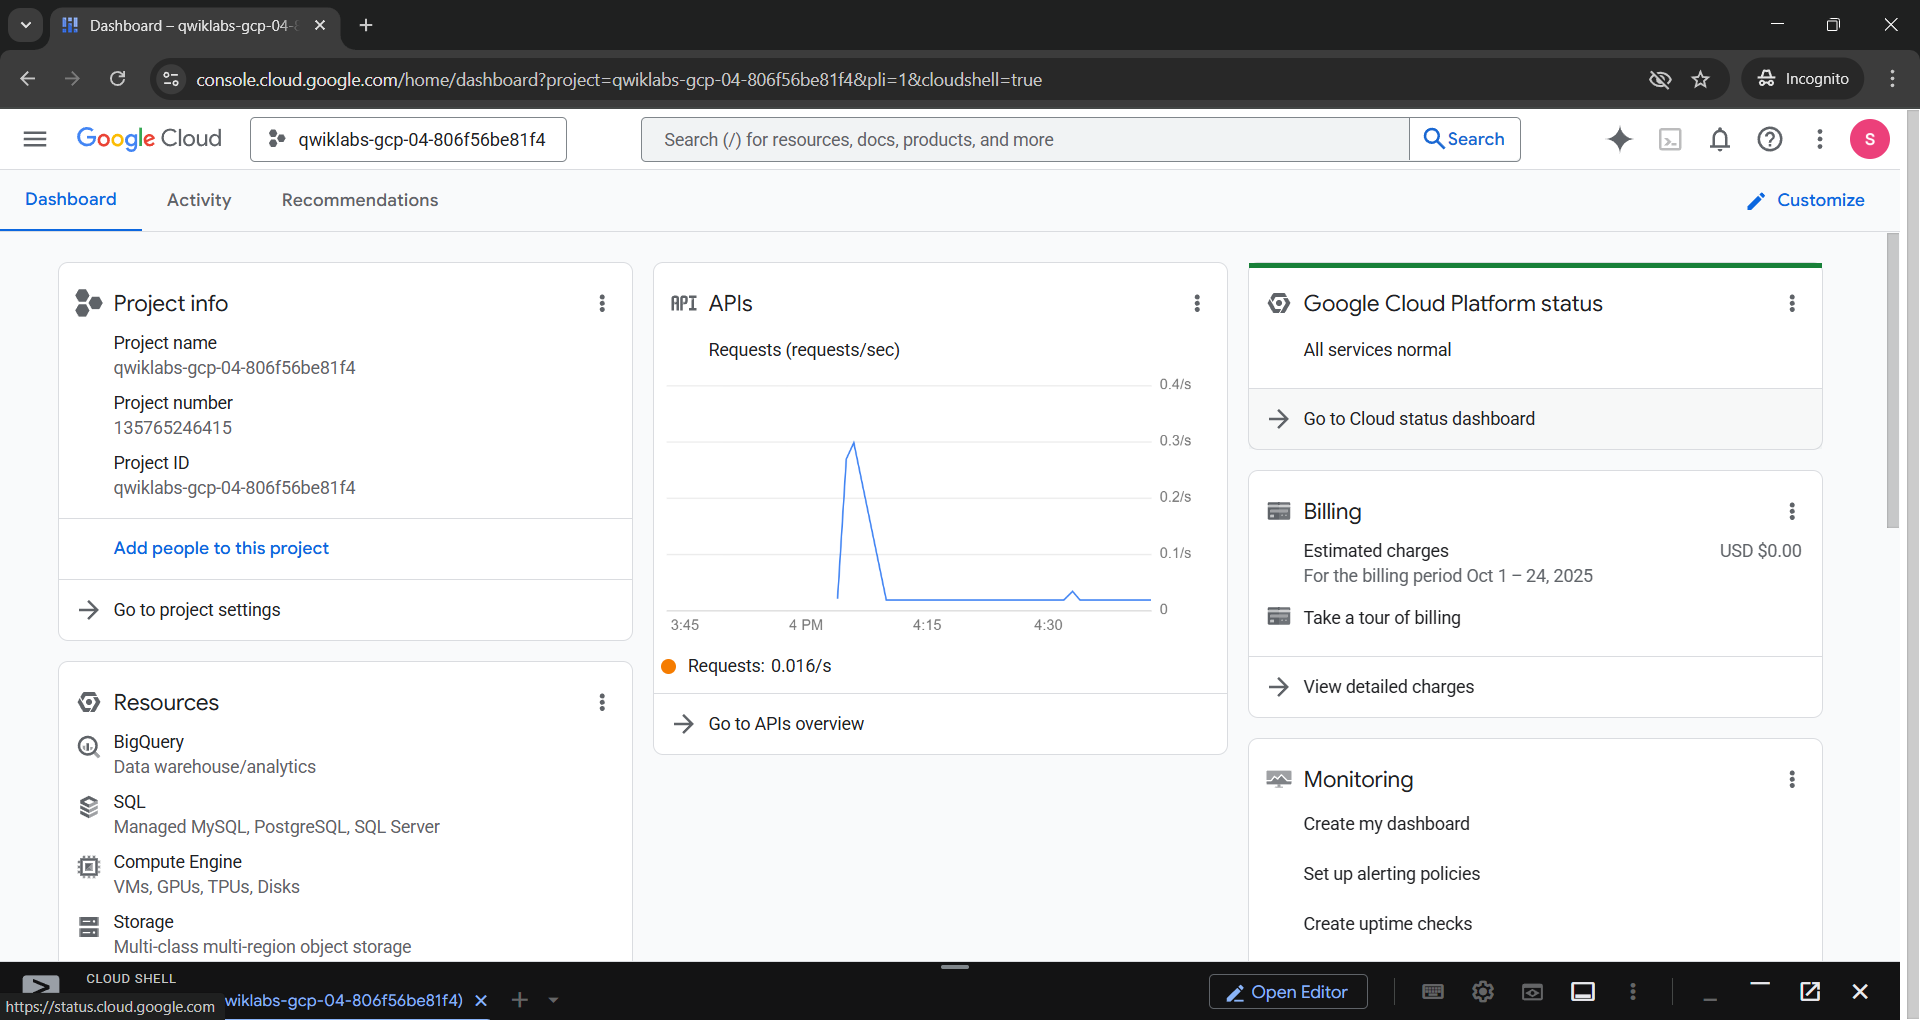 Dashboard – qwiklabs-gcp-04-8
console.cloud.google.com/home/dashboard?project=qwiklabs-gcp-04-806f56be81f4&pli=1&cloudshell=true
Incognito
Google Cloud
qwiklabs-gcp-04-806f56be81f4
Search (/) for resources, docs, products, and more
Search
S
Dashboard
Activity
Recommendations
Customize
Project info
Project name
qwiklabs-gcp-04-806f56be81f4
Project number
135765246415
Project ID
qwiklabs-gcp-04-806f56be81f4
Add people to this project
Go to project settings
Resources
BigQuery
Data warehouse/analytics
SQL
Managed MySQL, PostgreSQL, SQL Server
Compute Engine
VMs, GPUs, TPUs, Disks
Storage
Multi-class multi-region object storage
API APIs
Requests (requests/sec)
0.4/s
0.3/s
0.2/s
0.1/s
0
3:45
4 PM
4:15
4:30
Requests: 0.016/s
Go to APIs overview
Google Cloud Platform status
All services normal
Go to Cloud status dashboard
Billing
Estimated charges
USD $0.00
For the billing period Oct 1 – 24, 2025
Take a tour of billing
View detailed charges
Monitoring
Create my dashboard
Set up alerting policies
Create uptime checks
CLOUD SHELL
wiklabs-gcp-04-806f56be81f4)
Open Editor
https://status.cloud.google.com